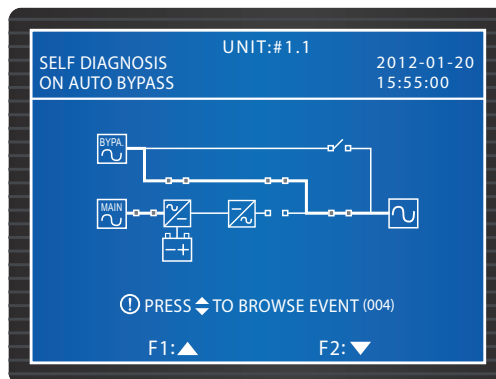 UNIT:#1.1
SELF DIAGNOSIS
ON AUTO BYPASS
2012-01-20
15:55:00
BYPA.
MAIN
PRESS TO BROWSE EVENT (004)
F1: F2: